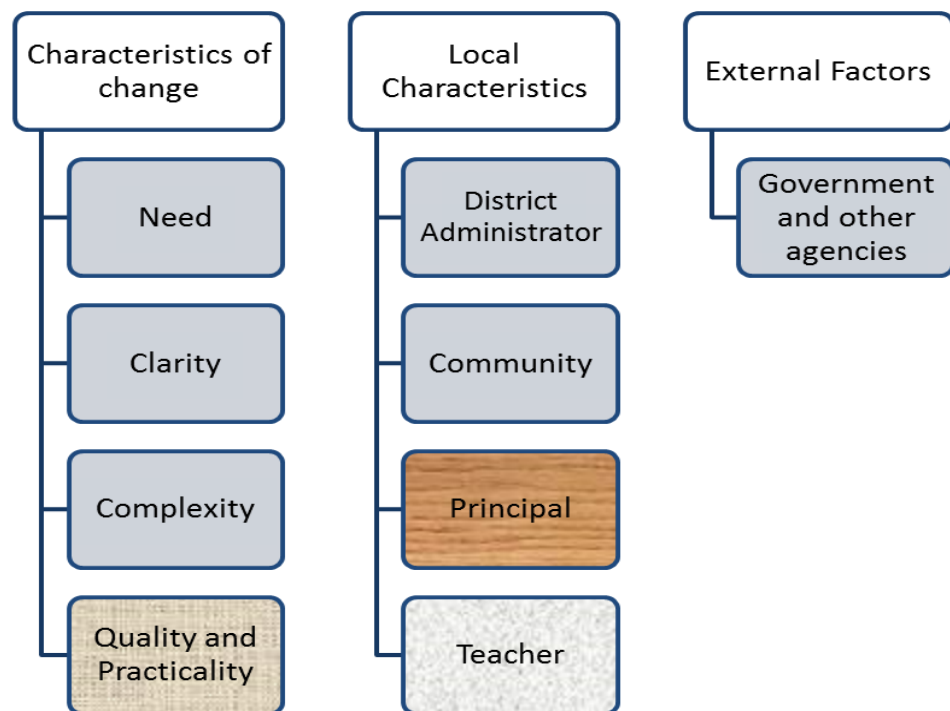 Characteristics of
change
Need
Clarity
Complexity
Quality and
Practicality
Local
Characteristics
District
Administrator
Community
Principal
Teacher
External Factors
Government
and other
agencies